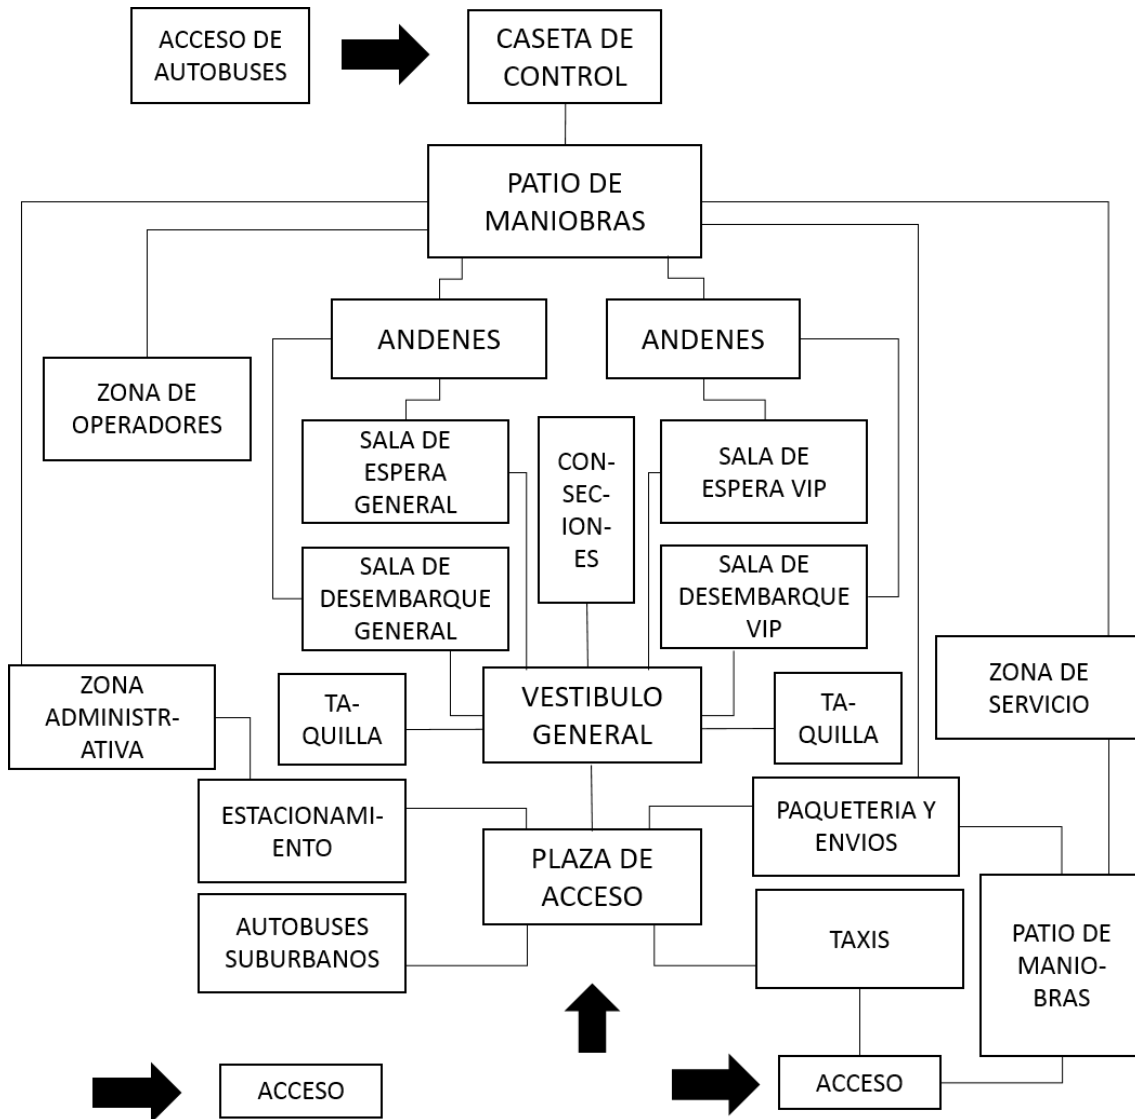 ACCESO DE
AUTOBUSES
CASETA DE
CONTROL
PATIO DE
MANIOBRAS
ANDENES
ANDENES
ZONA DE
OPERADORES
SALA DE
ESPERA
GENERAL
CON-
SEC-
ION-
ES
SALA DE
ESPERA VIP
SALA DE
DESEMBARQUE
GENERAL
SALA DE
DESEMBARQUE
VIP
ZONA
ADMINISTR-
ATIVA
TA-
QUILLA
VESTIBULO
GENERAL
TA-
QUILLA
ZONA DE
SERVICIO
ESTACIONAMI-
ENTO
PLAZA DE
ACCESO
PAQUETERIA Y
ENVIOS
AUTOBUSES
SUBURBANOS
TAXIS
PATIO DE
MANIO-
BRAS
ACCESO
ACCESO